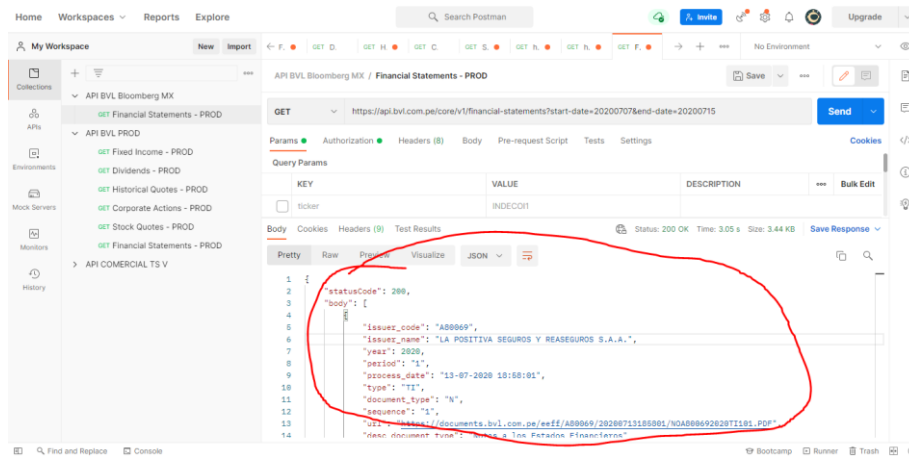 Home Workspaces Reports Explore Search Postman Invite Upgrade
My Workspace New Import
GET F. GET D. GET H GET C. GET S. GET h. GET h. GET F. No Environment
Collections
APIs
Environments
Mock Servers
Monitors
History
API BVL Bloomberg MX
GET Financial Statements - PROD
API BVL PROD
GET Fixed Income - PROD
GET Dividends - PROD
GET Historical Quotes - PROD
GET Corporate Actions - PROD
GET Stock Quotes - PROD
GET Financial Statements - PROD
API COMERCIAL TS V
API BVL Bloomberg MX / Financial Statements - PROD Save
GET https://api.bvl.com.pe/core/v1/financial-statements?start-date=20200707&end-date=20200715 Send
Params Authorization Headers (8) Body Pre-request Script Tests Settings Cookies
Query Params
KEY VALUE DESCRIPTION Bulk Edit
ticker INDECOI1
Body Cookies Headers (9) Test Results Status: 200 OK Time: 3.05 s Size: 3.44 KB Save Response
Pretty Raw Preview Visualize JSON
1 {
2 "statusCode": 200,
3 "body": [
4 {
5 "issuer_code": "A80069",
6 "issuer_name": "LA POSITIVA SEGUROS Y REASEGUROS S.A.A.",
7 "year": 2020,
8 "period": "1",
9 "process_date": "13-07-2020 18:58:01",
10 "type": "TI",
11 "document_type": "N",
12 "sequence": "1",
13 "url": "https://documents.bvl.com.pe/eeff/A80069/20200713185801/NOA800692020TI101.PDF",
14 "desc_document_type": "Notas a los Estados Financieros"
Find and Replace Console Bootcamp Runner Trash